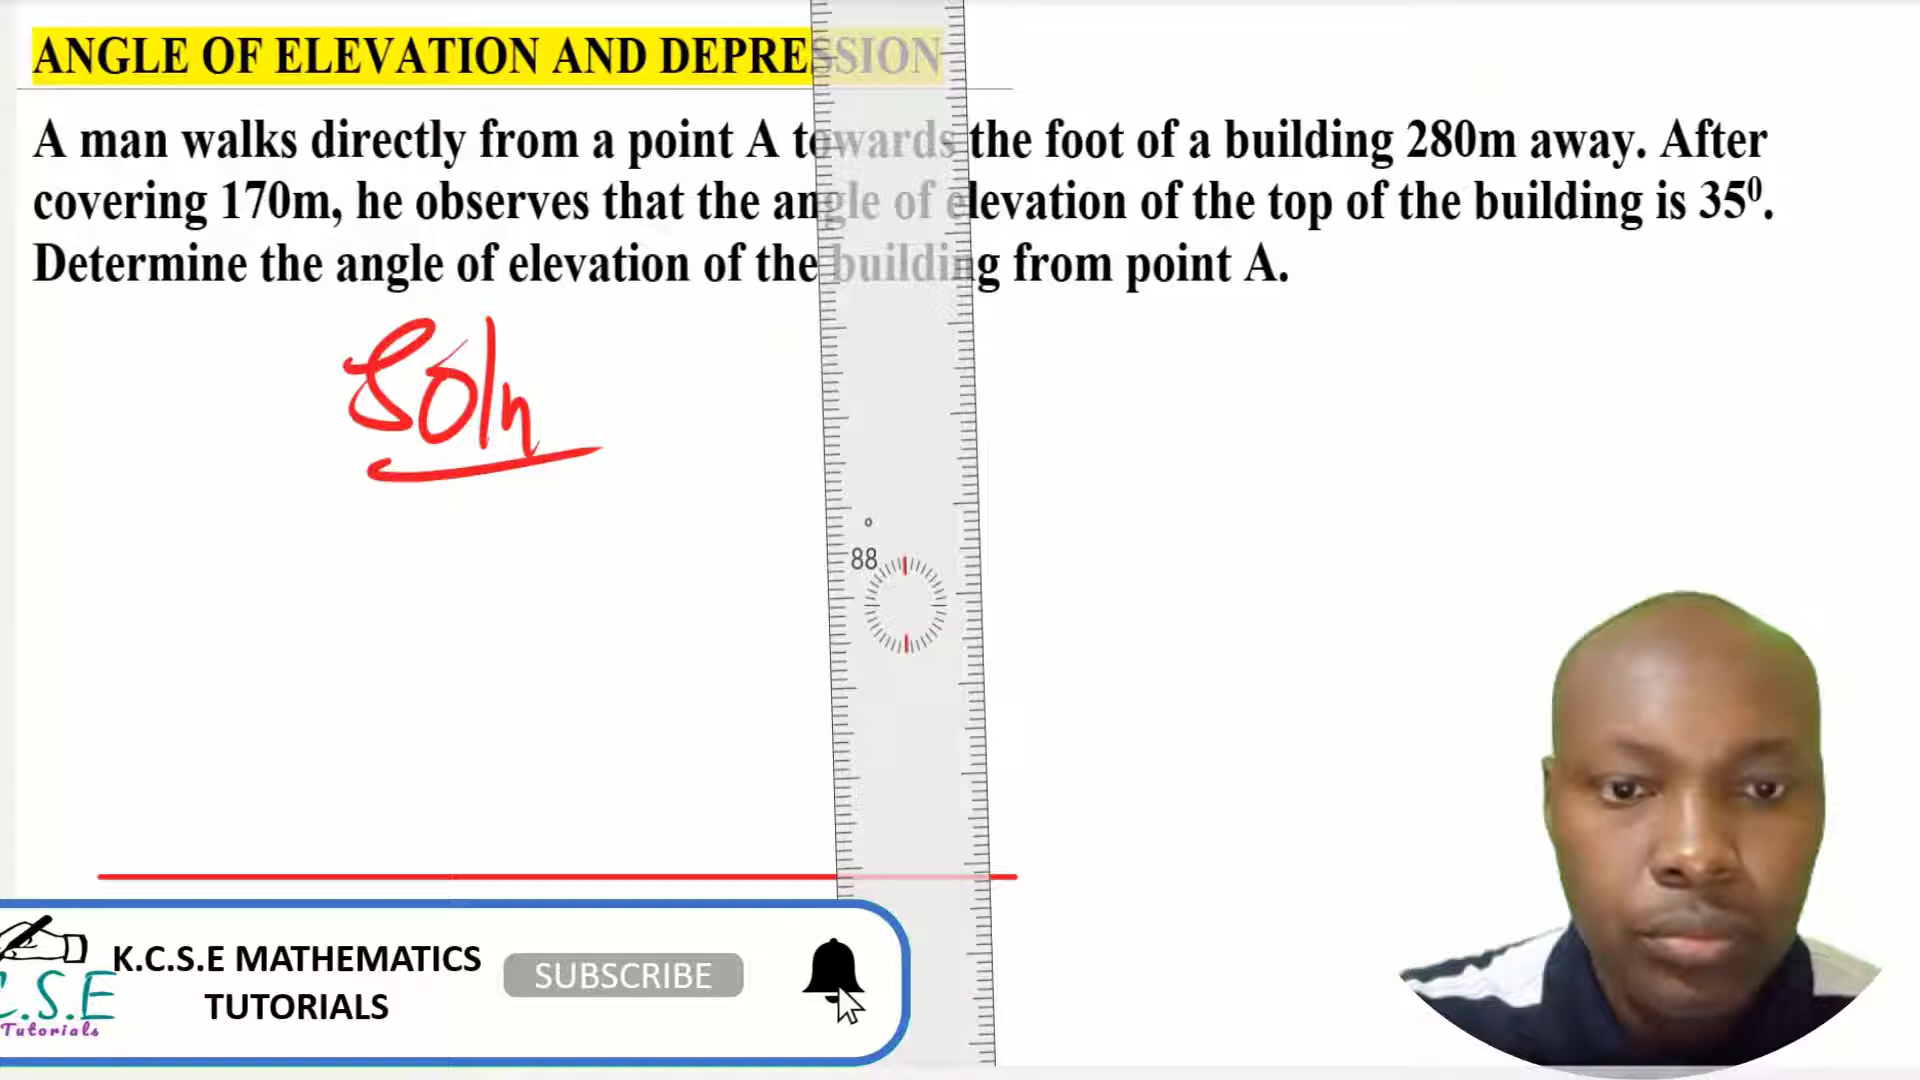 ANGLE OF ELEVATION AND DEPRESSION
A man walks directly from a point A towards the foot of a building 280m away. After
covering 170m, he observes that the angle of elevation of the top of the building is 35⁰.
Determine the angle of elevation of the building from point A.
Soln
°
88
K.C.S.E MATHEMATICS
TUTORIALS
SUBSCRIBE
C.S.E
Tutorials